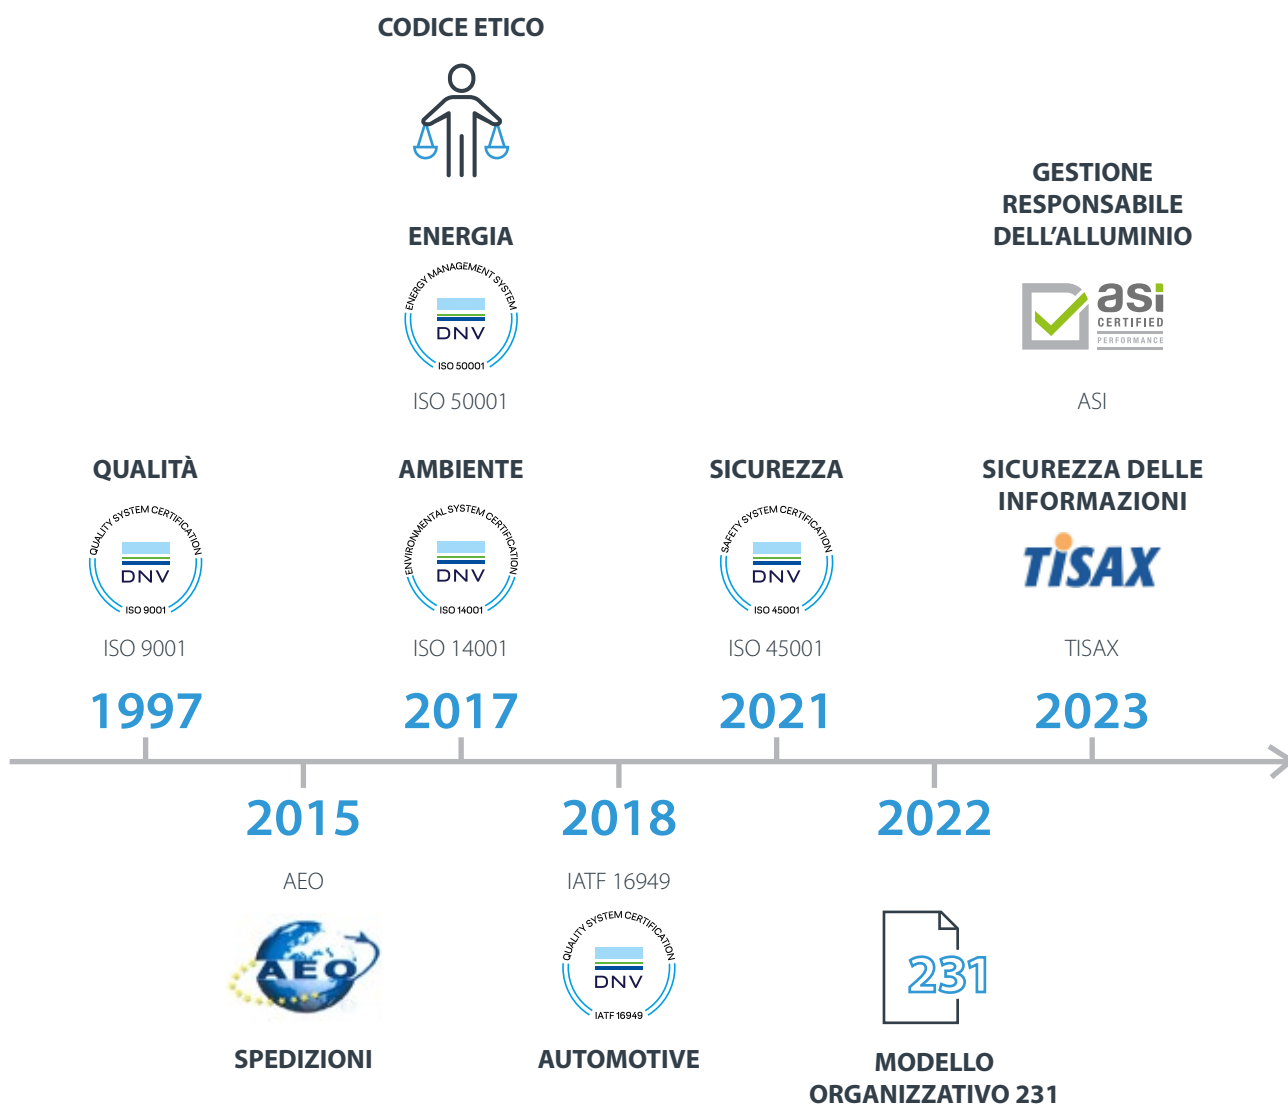 CODICE ETICO
ENERGIA
ENERGY MANAGEMENT SYSTEM
DNV
ISO 50001
ISO 50001
GESTIONE
RESPONSABILE
DELL'ALLUMINIO
asi
CERTIFIED
PERFORMANCE
ASI
QUALITÀ
QUALITY SYSTEM CERTIFICATION
DNV
ISO 9001
ISO 9001
AMBIENTE
ENVIRONMENTAL SYSTEM CERTIFICATION
DNV
ISO 14001
ISO 14001
SICUREZZA
SAFETY SYSTEM CERTIFICATION
DNV
ISO 45001
ISO 45001
SICUREZZA DELLE
INFORMAZIONI
TiSAX
TISAX
1997
2017
2021
2023
2015
2018
2022
AEO
AEO
SPEDIZIONI
IATF 16949
QUALITY SYSTEM CERTIFICATION
DNV
IATF 16949
AUTOMOTIVE
231
MODELLO
ORGANIZZATIVO 231